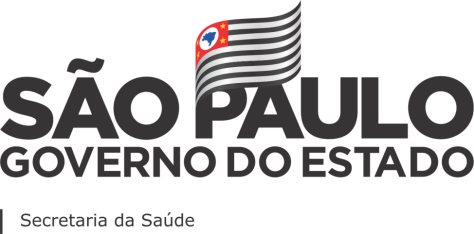 SÃO PAULO
GOVERNO DO ESTADO
Secretaria da Saúde